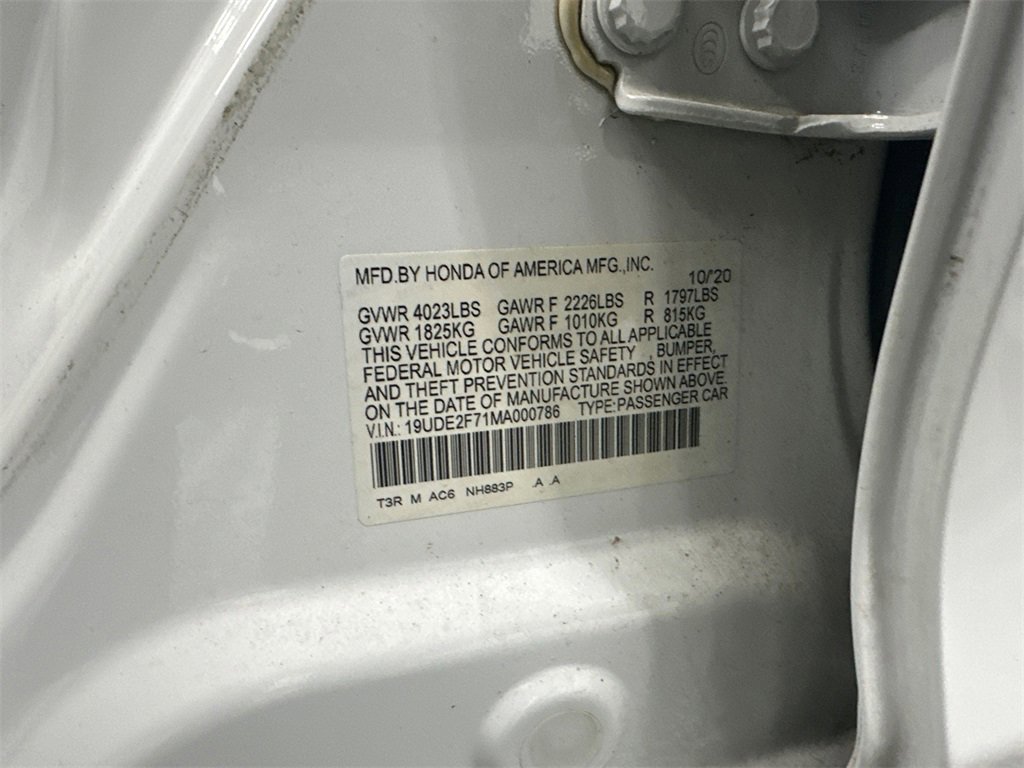 MFD.BY HONDA OF AMERICA MFG.,INC. 10/'20
GVWR 4023LBS GAWR F 2226LBS R 1797LBS
GVWR 1825KG GAWR F 1010KG R 815KG
THIS VEHICLE CONFORMS TO ALL APPLICABLE
FEDERAL MOTOR VEHICLE SAFETY , BUMPER,
AND THEFT PREVENTION STANDARDS IN EFFECT
ON THE DATE OF MANUFACTURE SHOWN ABOVE.
V.I.N.: 19UDE2F71MA000786 TYPE:PASSENGER CAR
T3R M AC6 NH883P .A .A